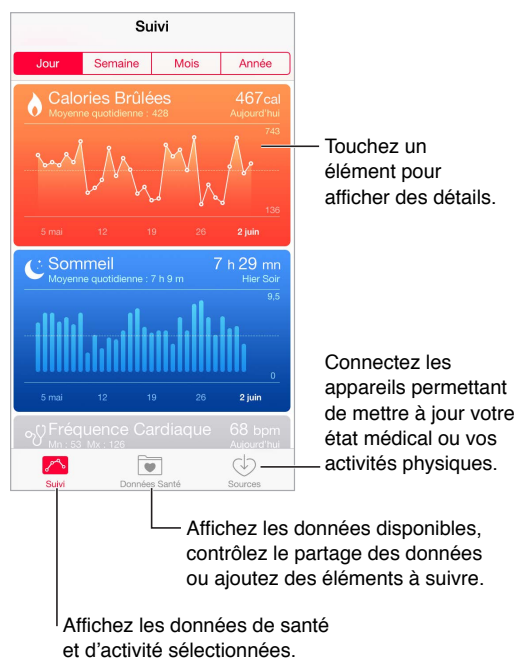 Suivi
Jour Semaine Mois Année
Calories Brûlées 467cal
Moyenne quotidienne : 428 Aujourd'hui
743
136
5 mai 12 19 26 2 juin
Touchez un
élément pour
afficher des détails.
Sommeil 7 h 29 mn
Moyenne quotidienne : 7 h 9 m Hier Soir
9,5
0
5 mai 12 19 26 2 juin
Fréquence Cardiaque 68 bpm
Mn : 53 Mx : 126 Aujourd'hui
Connectez les
appareils permettant
de mettre à jour votre
état médical ou vos
activités physiques.
Suivi Données Santé Sources
Affichez les données disponibles,
contrôlez le partage des données
ou ajoutez des éléments à suivre.
Affichez les données de santé
et d'activité sélectionnées.